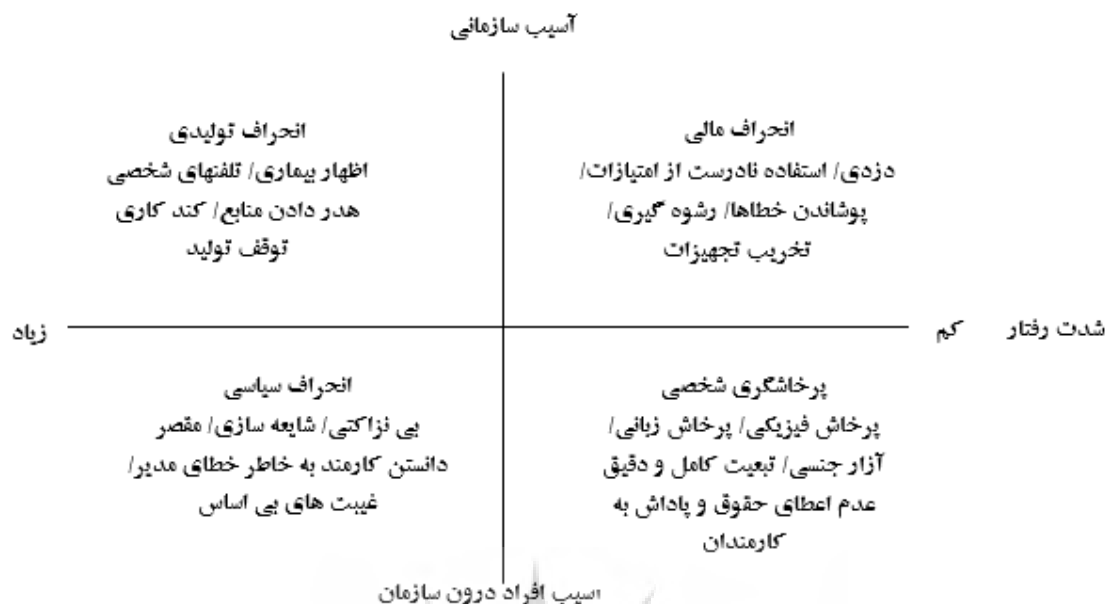 آسیب سازمانی
انحراف مالی
دزدی/ استفاده نادرست از امتیازات/
پوشاندن خطاها/ رشوه گیری/
تخریب تجهیزات
انحراف تولیدی
اظهار بیماری/ تلفنهای شخصی
هدر دادن منابع/ کند کاری
توقف تولید
شدت رفتار
کم
زیاد
پرخاشگری شخصی
پرخاش فیزیکی/ پرخاش زبانی/
آزار جنسی/ تبعیت کامل و دقیق
عدم اعطای حقوق و پاداش به
کارمندان
انحراف سیاسی
بی نزاکتی/ شایعه سازی/ مقصر
دانستن کارمند به خاطر خطای مدیر/
غیبت های بی اساس
آسیب افراد درون سازمان